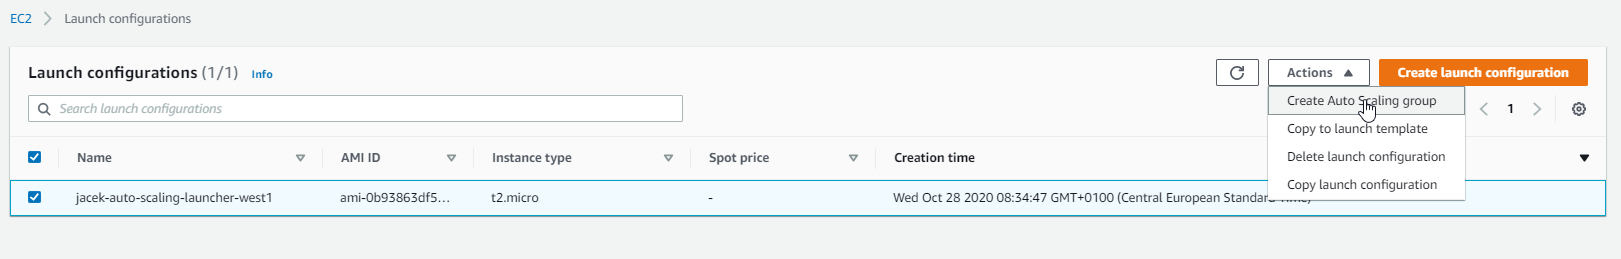 EC2 > Launch configurations
Launch configurations (1/1) Info
Actions
Create launch configuration
Search launch configurations
1
Create Auto Scaling group
Copy to launch template
Delete launch configuration
Copy launch configuration
Name AMI ID Instance type Spot price Creation time
jacek-auto-scaling-launcher-west1 ami-0b93863df5... t2.micro - Wed Oct 28 2020 08:34:47 GMT+0100 (Central European Standard Time)